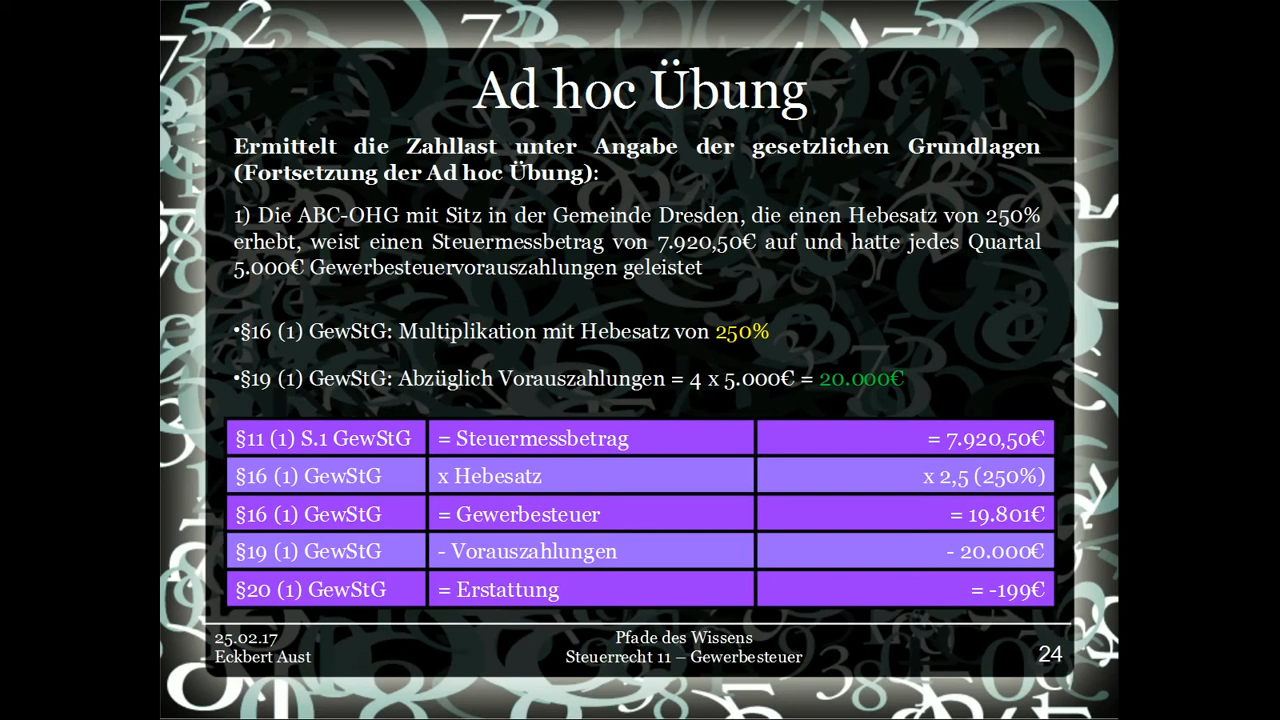 Ad hoc Übung
Ermittelt die Zahllast unter Angabe der gesetzlichen Grundlagen
(Fortsetzung der Ad hoc Übung):
1) Die ABC-OHG mit Sitz in der Gemeinde Dresden, die einen Hebesatz von 250%
erhebt, weist einen Steuermessbetrag von 7.920,50€ auf und hatte jedes Quartal
5.000€ Gewerbesteuervorauszahlungen geleistet
•§16 (1) GewStG: Multiplikation mit Hebesatz von 250%
•§19 (1) GewStG: Abzüglich Vorauszahlungen = 4 x 5.000€ = 20.000€
§11 (1) S.1 GewStG = Steuermessbetrag = 7.920,50€
§16 (1) GewStG x Hebesatz x 2,5 (250%)
§16 (1) GewStG = Gewerbesteuer = 19.801€
§19 (1) GewStG - Vorauszahlungen - 20.000€
§20 (1) GewStG = Erstattung = -199€
25.02.17 Pfade des Wissens
Eckbert Aust Steuerrecht 11 – Gewerbesteuer 24